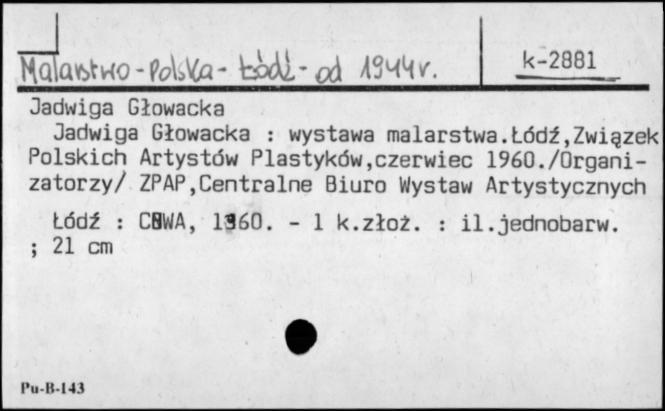 Malarstwo - Polska - Łódź - od 1944r.
k-2881
Jadwiga Głowacka
Jadwiga Głowacka : wystawa malarstwa.Łódź,Związek
Polskich Artystów Plastyków,czerwiec 1960./Organi-
zatorzy/ ZPAP,Centralne Biuro Wystaw Artystycznych
Łódź : CBWA, 1960. - 1 k.złoż. : il.jednobarw.
; 21 cm
Pu-B-143